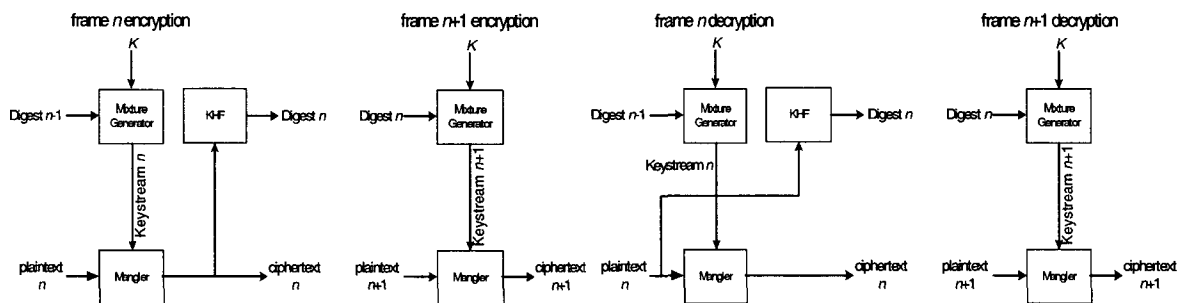 frame n encryption
K
Digest n-1
Mixture
Generator
KHF
Digest n
Keystream n
plaintext
n
Mangler
ciphertext
n
frame n+1 encryption
K
Digest n
Mixture
Generator
Keystream n+1
plaintext
n+1
Mangler
ciphertext
n+1
frame n decryption
K
Digest n-1
Mixture
Generator
KHF
Digest n
Keystream n
plaintext
n
Mangler
ciphertext
n
frame n+1 decryption
K
Digest n
Mixture
Generator
Keystream n+1
plaintext
n+1
Mangler
ciphertext
n+1